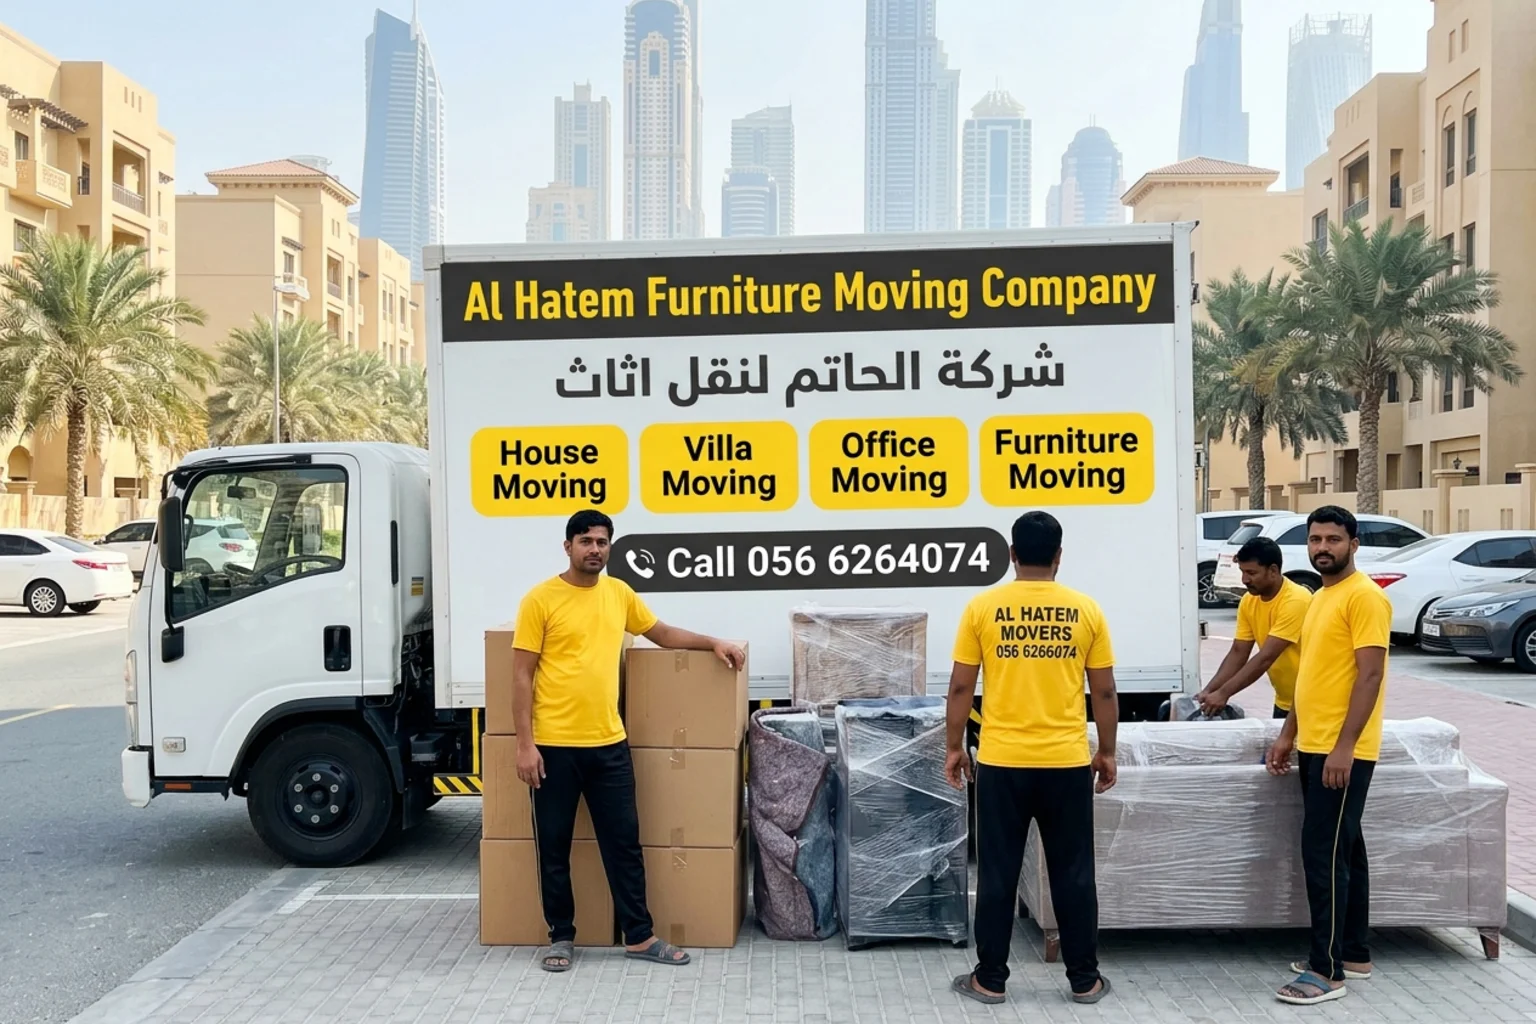 Al Hatem Furniture Moving Company
شركة الحاتم لنقل اثاث
House
Moving
Villa
Moving
Office
Moving
Furniture
Moving
Call 056 6264074
AL HATEM
MOVERS
056 6266074